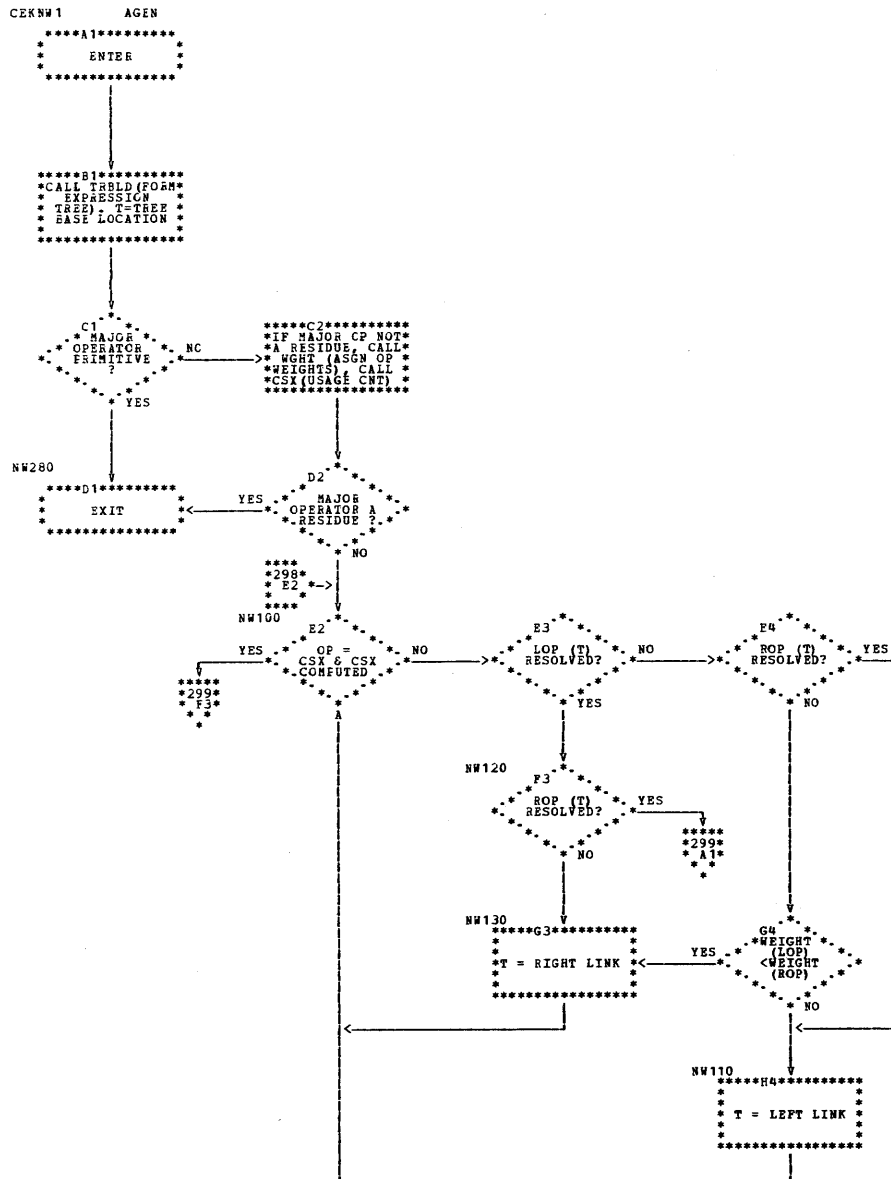 CEKNW1 AGEN
A1
ENTER
B1
CALL TRBLD(FORM
EXPRESSION
TREE). T=TREE
BASE LOCATION
C1
MAJOR
OPERATOR
PRIMITIVE
?
NC
YES
C2
IF MAJOR CP NOT
A RESIDUE, CALL
WGHT (ASGN OP
WEIGHTS), CALL
CSX(USAGE CNT)
NW280
D1
EXIT
YES
D2
MAJOR
OPERATOR A
RESIDUE ?
NO
298
E2
NW100
E2
OP =
CSX & CSX
COMPUTED
YES
NO
A
299
F3
E3
LOP (T)
RESOLVED?
NO
YES
E4
ROP (T)
RESOLVED?
YES
NO
NW120
F3
ROP (T)
RESOLVED?
YES
NO
299
A1
NW130
G3
T = RIGHT LINK
YES
G4
WEIGHT
(LOP)
<WEIGHT
(ROP)
NO
NW110
H4
T = LEFT LINK